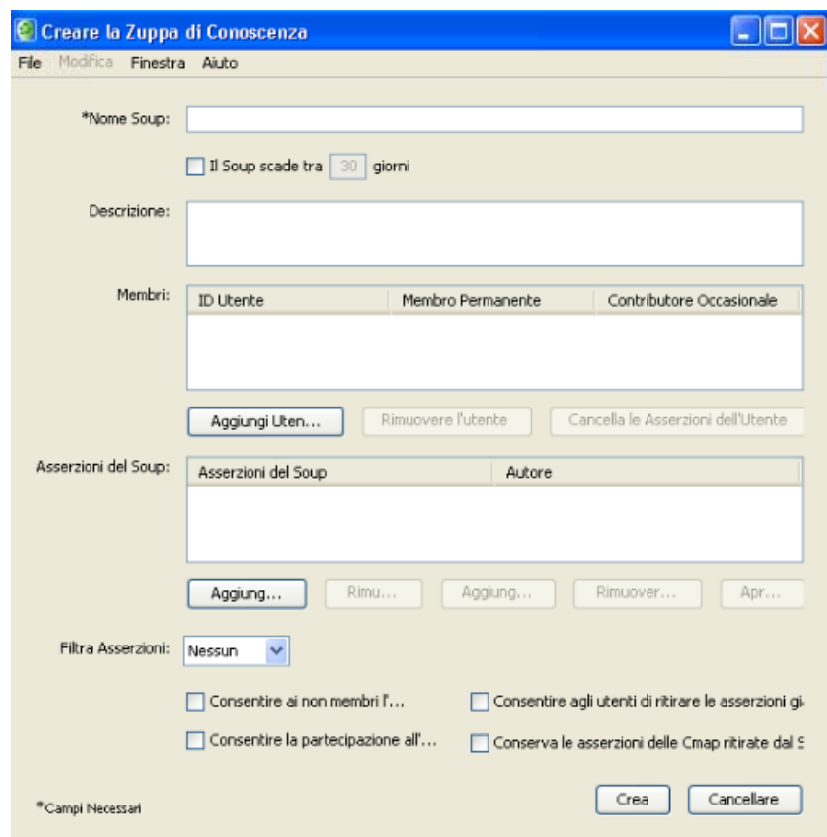 Creare la Zuppa di Conoscenza
File Modifica Finestra Aiuto
*Nome Soup:
Il Soup scade tra 30 giorni
Descrizione:
Membri:
ID Utente Membro Permanente Contributore Occasionale
Aggiungi Uten... Rimuovere l'utente Cancella le Asserzioni dell'Utente
Asserzioni del Soup:
Asserzioni del Soup Autore
Aggiung... Rimu... Aggiung... Rimuover... Apr...
Filtra Asserzioni: Nessun
Consentire ai non membri l'... Consentire agli utenti di ritirare le asserzioni gi
Consentire la partecipazione all'... Conserva le asserzioni delle Cmap ritirate dal S
Crea Cancellare
*Campi Necessari